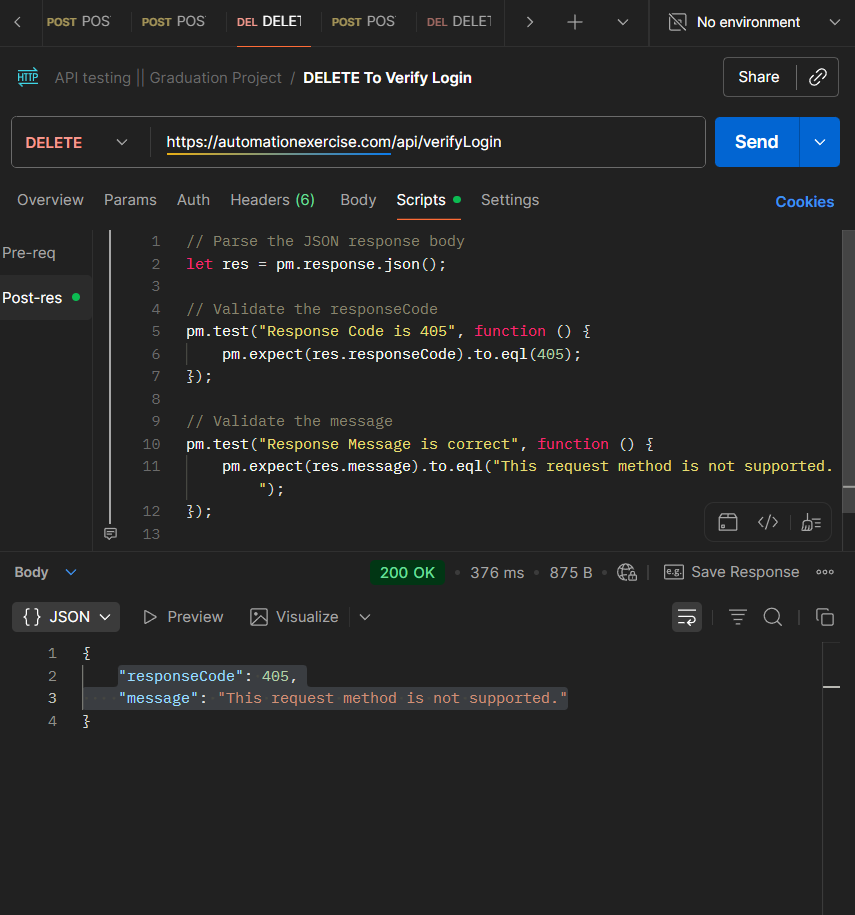 POST POS
POST POS
DEL DELET
POST POS
DEL DELET
No environment
HTTP
API testing || Graduation Project / DELETE To Verify Login
Share
DELETE
https://automationexercise.com/api/verifyLogin
Send
Overview
Params
Auth
Headers (6)
Body
Scripts
Settings
Cookies
Pre-req
Post-res
1 // Parse the JSON response body
2 let res = pm.response.json();
3
4 // Validate the responseCode
5 pm.test("Response Code is 405", function () {
6 pm.expect(res.responseCode).to.eql(405);
7 });
8
9 // Validate the message
10 pm.test("Response Message is correct", function () {
11 pm.expect(res.message).to.eql("This request method is not supported.
");
12 });
13
Body
200 OK • 376 ms • 875 B
e.g. Save Response
{} JSON
Preview
Visualize
1 {
2 "responseCode": 405,
3 "message": "This request method is not supported."
4 }